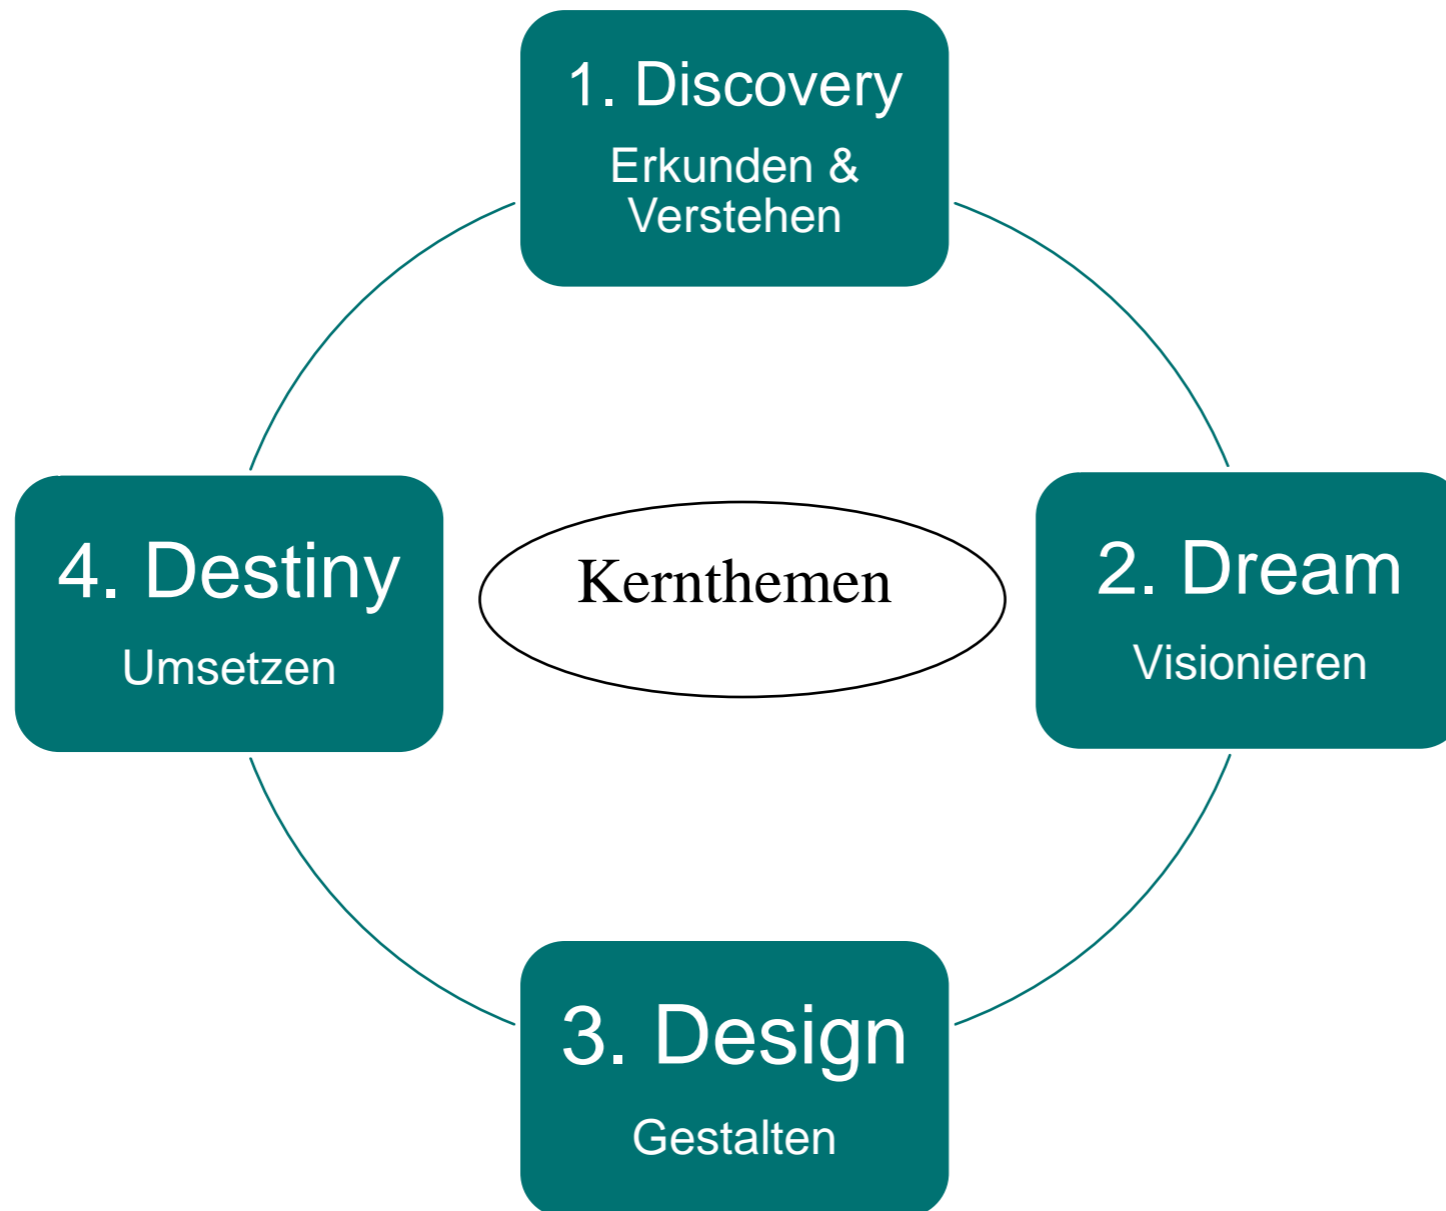 1. Discovery
Erkunden &
Verstehen
4. Destiny
Umsetzen
Kernthemen
2. Dream
Visionieren
3. Design
Gestalten